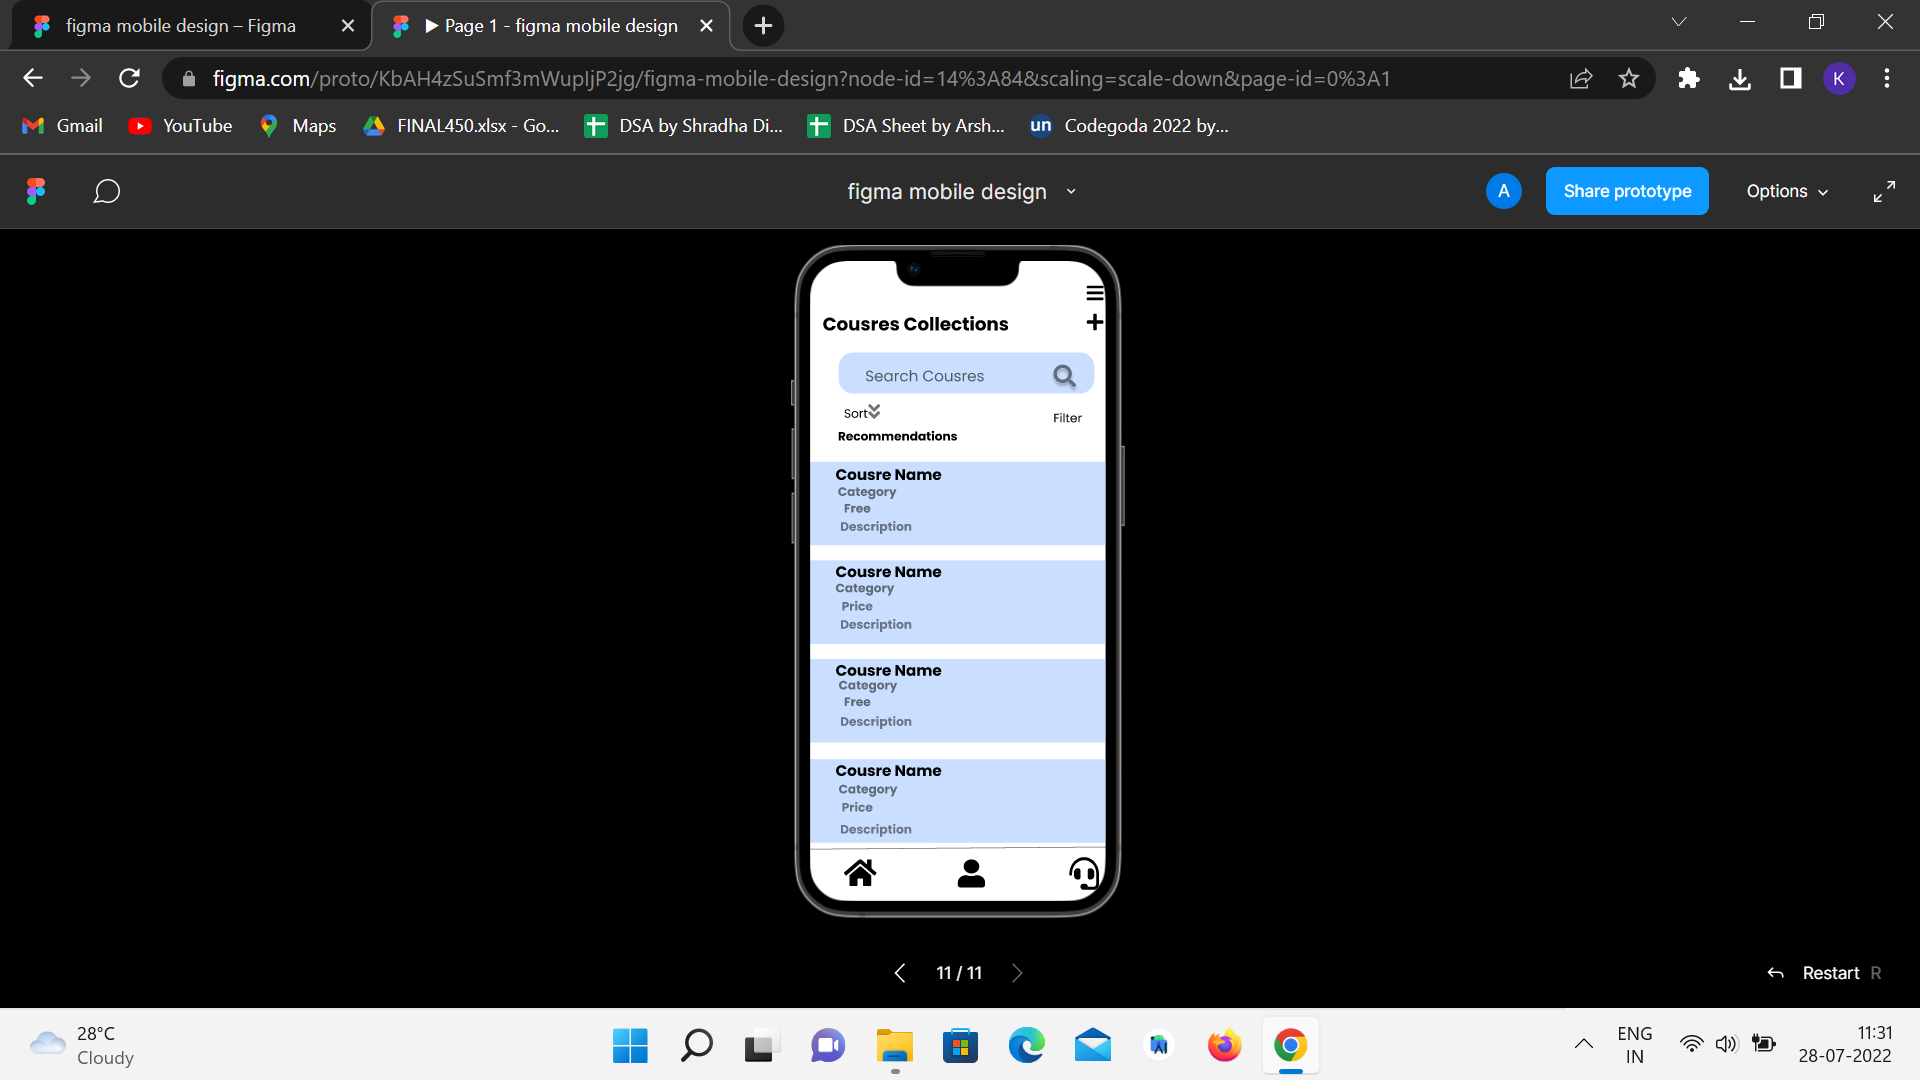 figma mobile design – Figma
Page 1 - figma mobile design
figma.com/proto/KbAH4zSuSmf3mWupIjP2jg/figma-mobile-design?node-id=14%3A84&scaling=scale-down&page-id=0%3A1
K
Gmail
YouTube
Maps
FINAL450.xlsx - Go...
DSA by Shradha Di...
DSA Sheet by Arsh...
un
Codegoda 2022 by...
figma mobile design
A
Share prototype
Options
Cousres Collections
Search Cousres
Sort
Filter
Recommendations
Cousre Name
Category
Free
Description
Cousre Name
Category
Price
Description
Cousre Name
Category
Free
Description
Cousre Name
Category
Price
Description
11 / 11
Restart R
28°C
Cloudy
AI
ENG
IN
11:31
28-07-2022